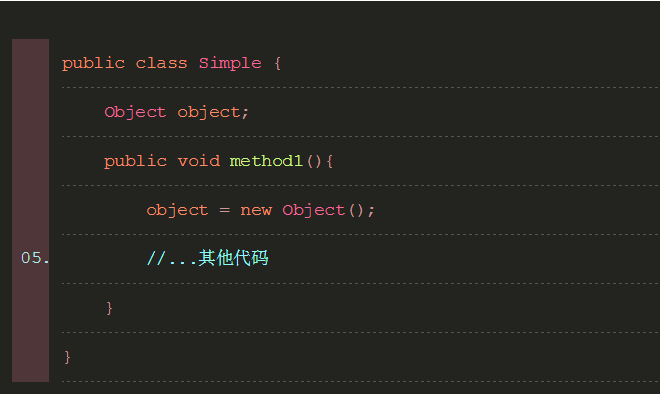 public class Simple {
Object object;
public void method1(){
object = new Object();
05. //...其他代码
}
}